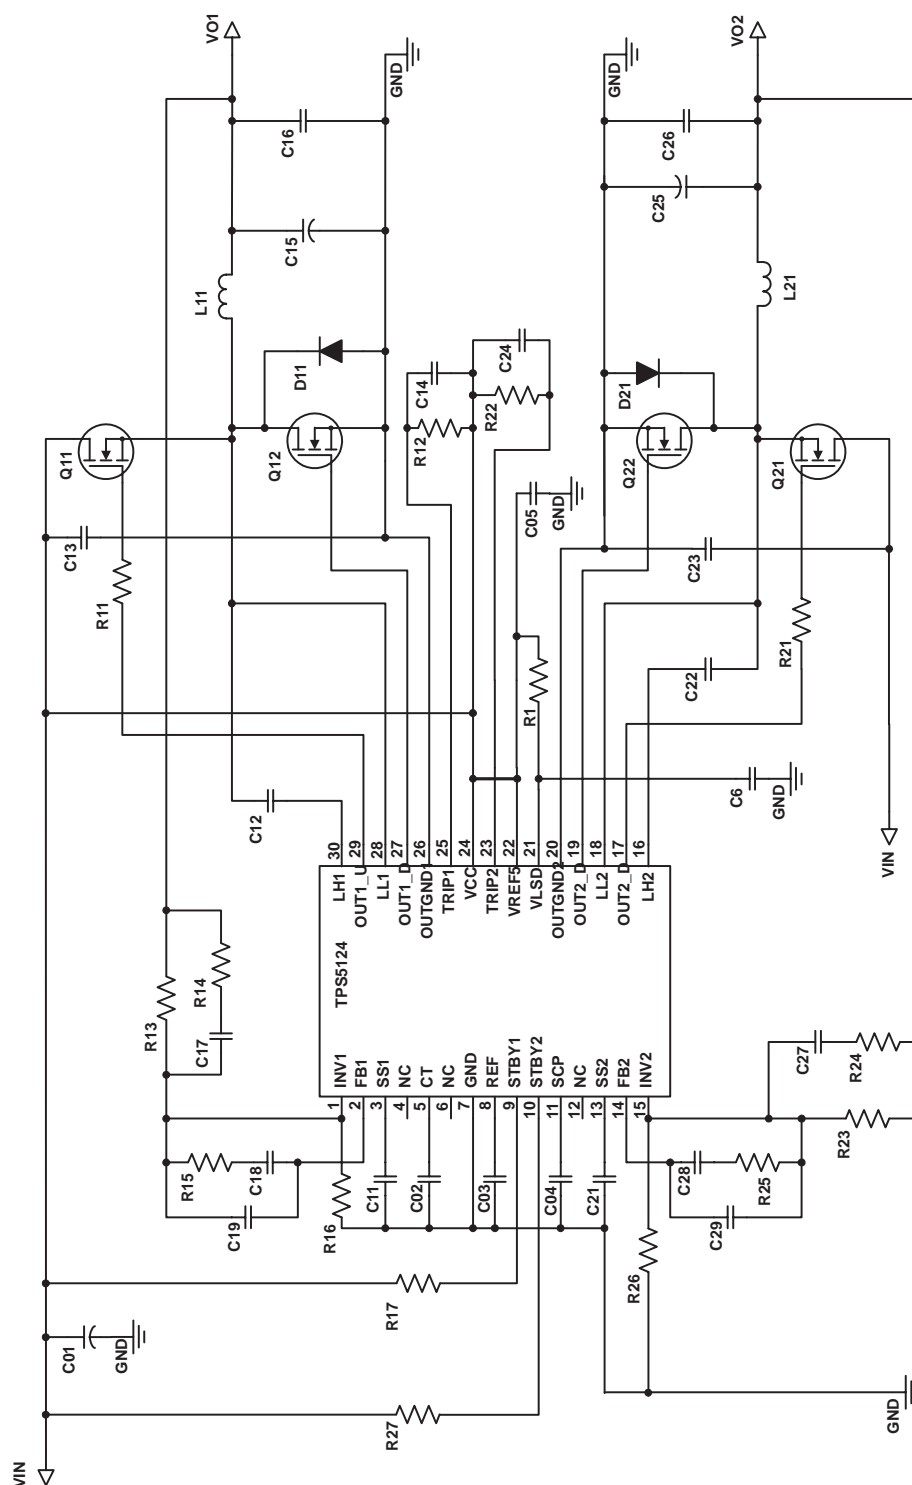 VO1
VO2
GND
GND
C16
C26
C15
C25
L11
L21
D11
D21
C14
C24
R12
R22
Q11
Q12
Q22
Q21
C13
C05
GND
C23
R11
R21
R1
C22
C12
C6
GND
VIN
30
29
28
27
26
25
24
23
22
21
20
19
18
17
16
LH1
OUT1_U
LL1
OUT1_D
OUTGND1
TRIP1
VCC
TRIP2
VREF5
VLSD
OUTGND2
OUT2_D
LL2
OUT2_D
LH2
TPS5124
INV1
FB1
SS1
NC
CT
NC
GND
REF
STBY1
STBY2
SCP
NC
SS2
FB2
INV2
1
2
3
4
5
6
7
8
9
10
11
12
13
14
15
R13
R14
C17
C27
R24
R23
R15
C18
C19
R16
C11
C02
C03
C04
C21
C28
R25
C29
R26
R17
R27
C01
GND
GND
VIN